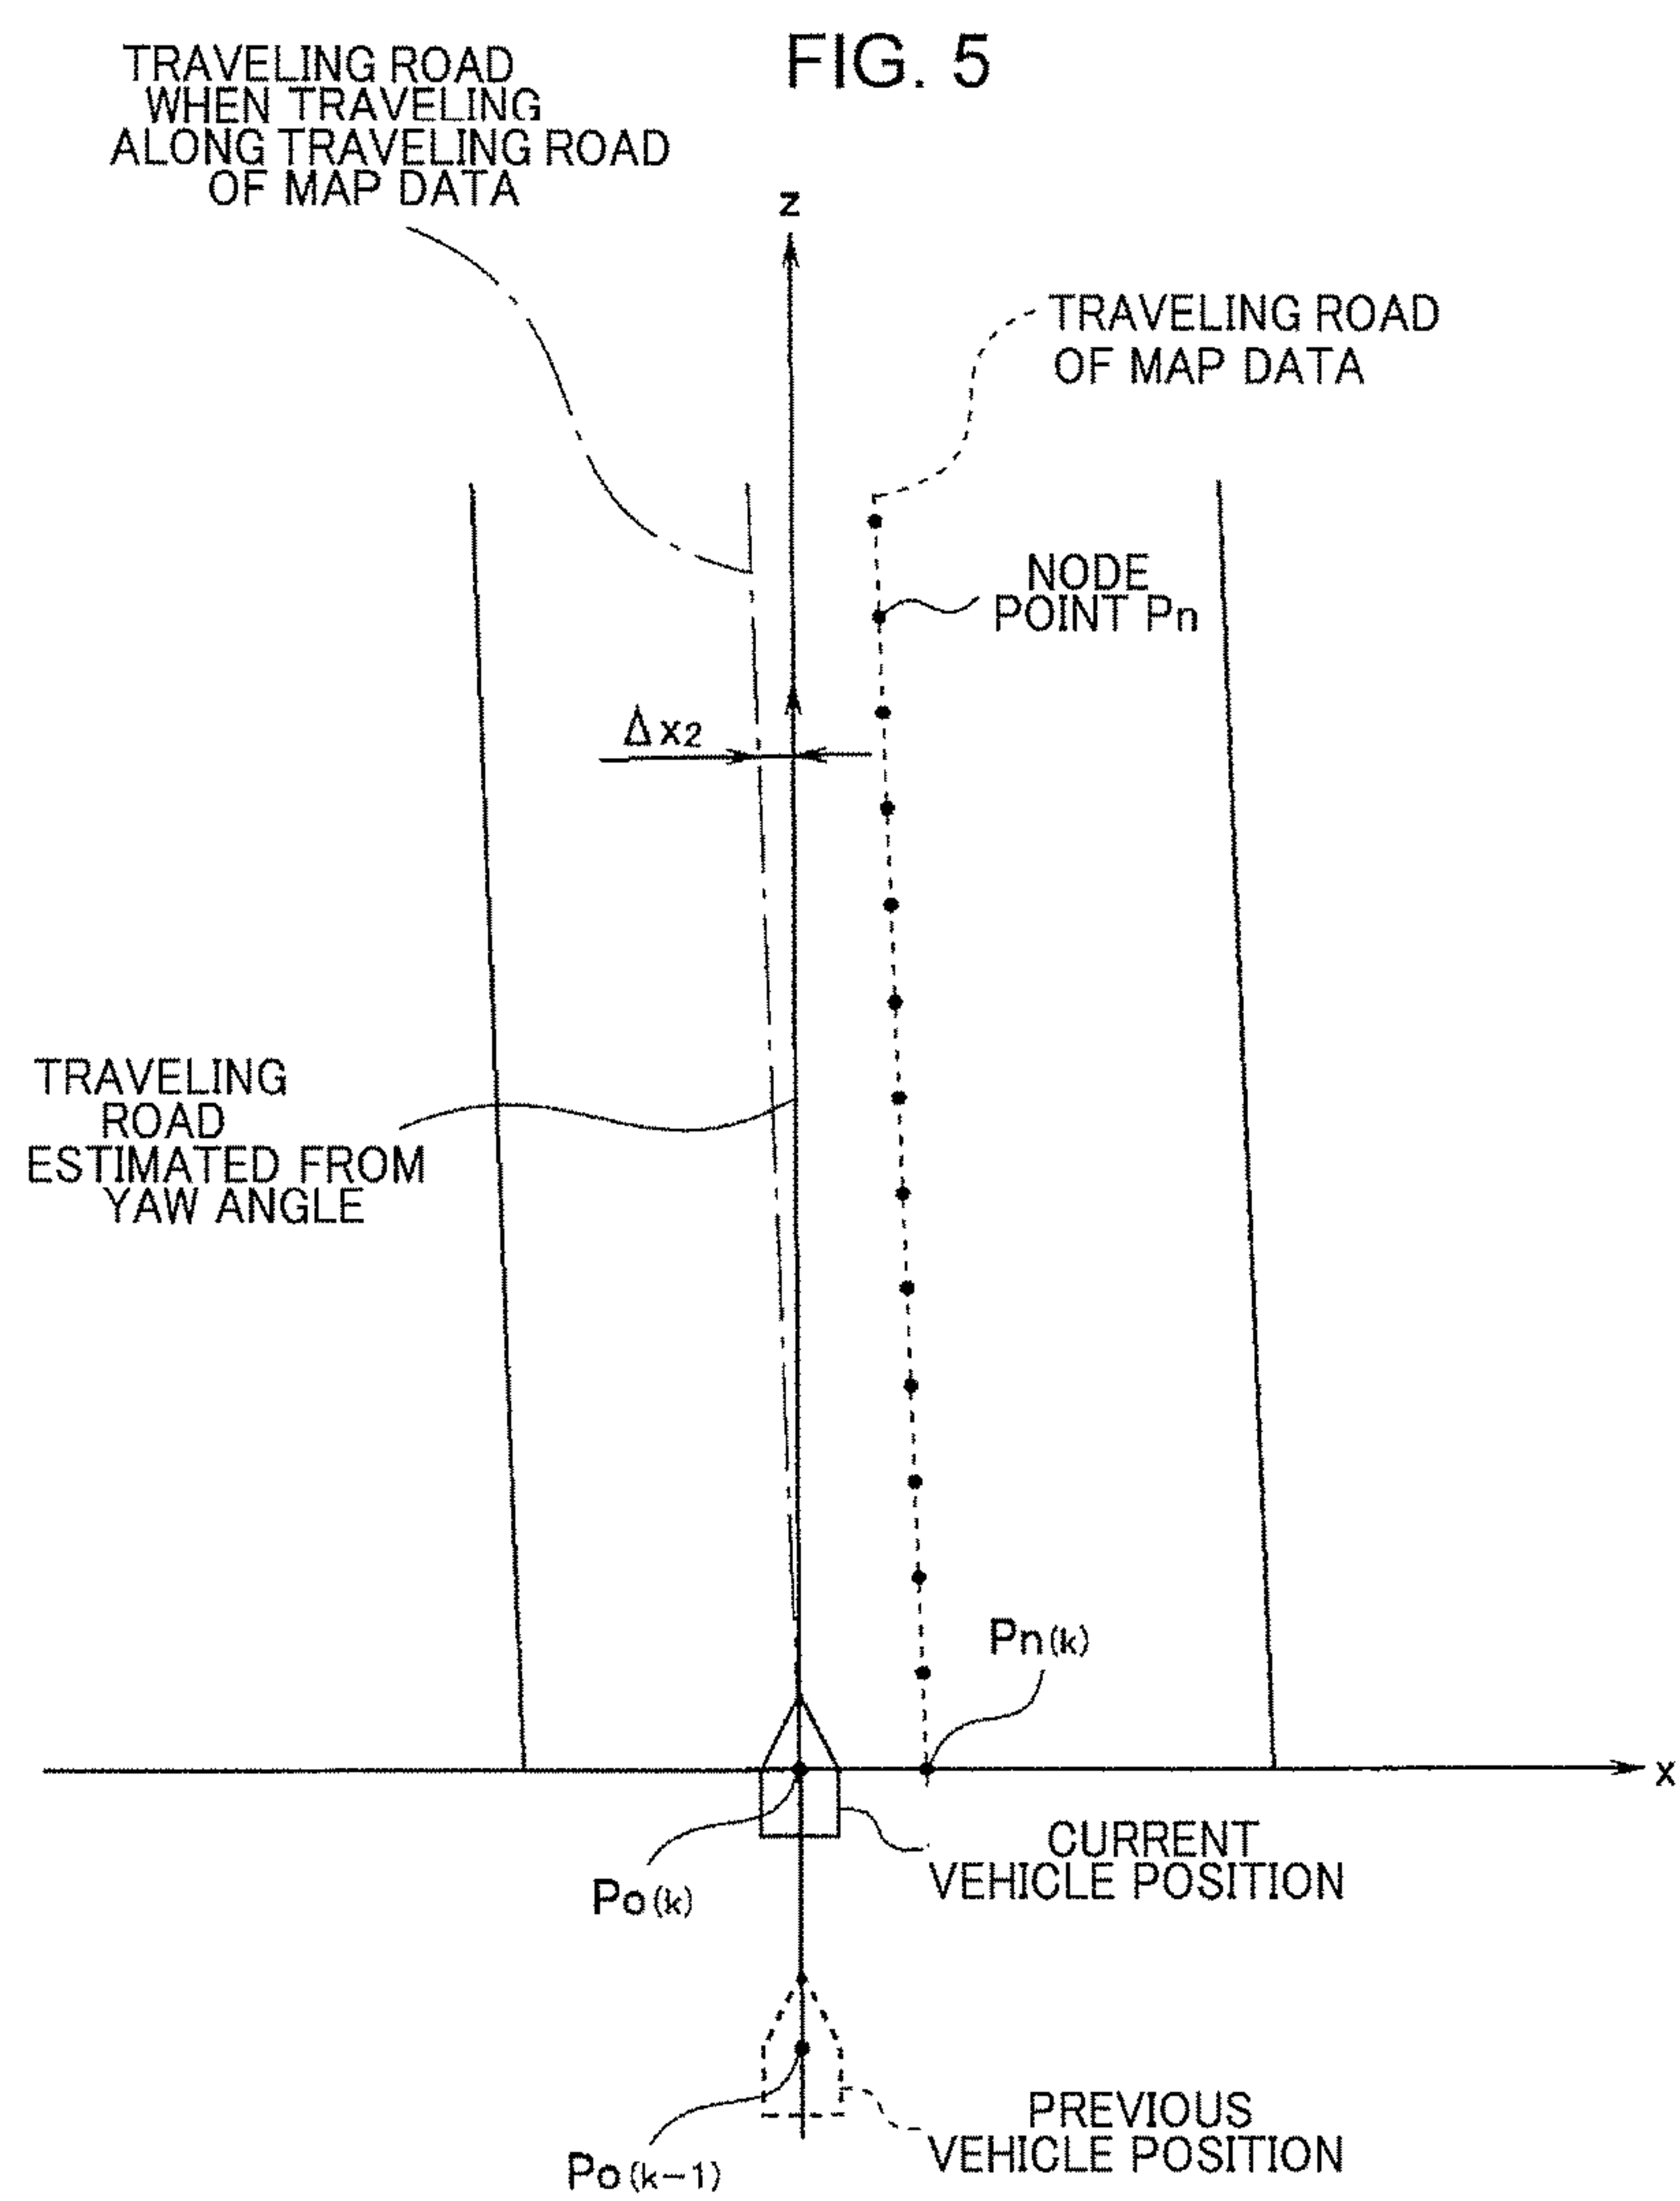 FIG. 5
TRAVELING ROAD
WHEN TRAVELING
ALONG TRAVELING ROAD
OF MAP DATA
z
TRAVELING ROAD
OF MAP DATA
NODE
POINT Pn
Δx2
TRAVELING
ROAD
ESTIMATED FROM
YAW ANGLE
Pn(k)
x
CURRENT
VEHICLE POSITION
Po(k)
PREVIOUS
VEHICLE POSITION
Po(k-1)